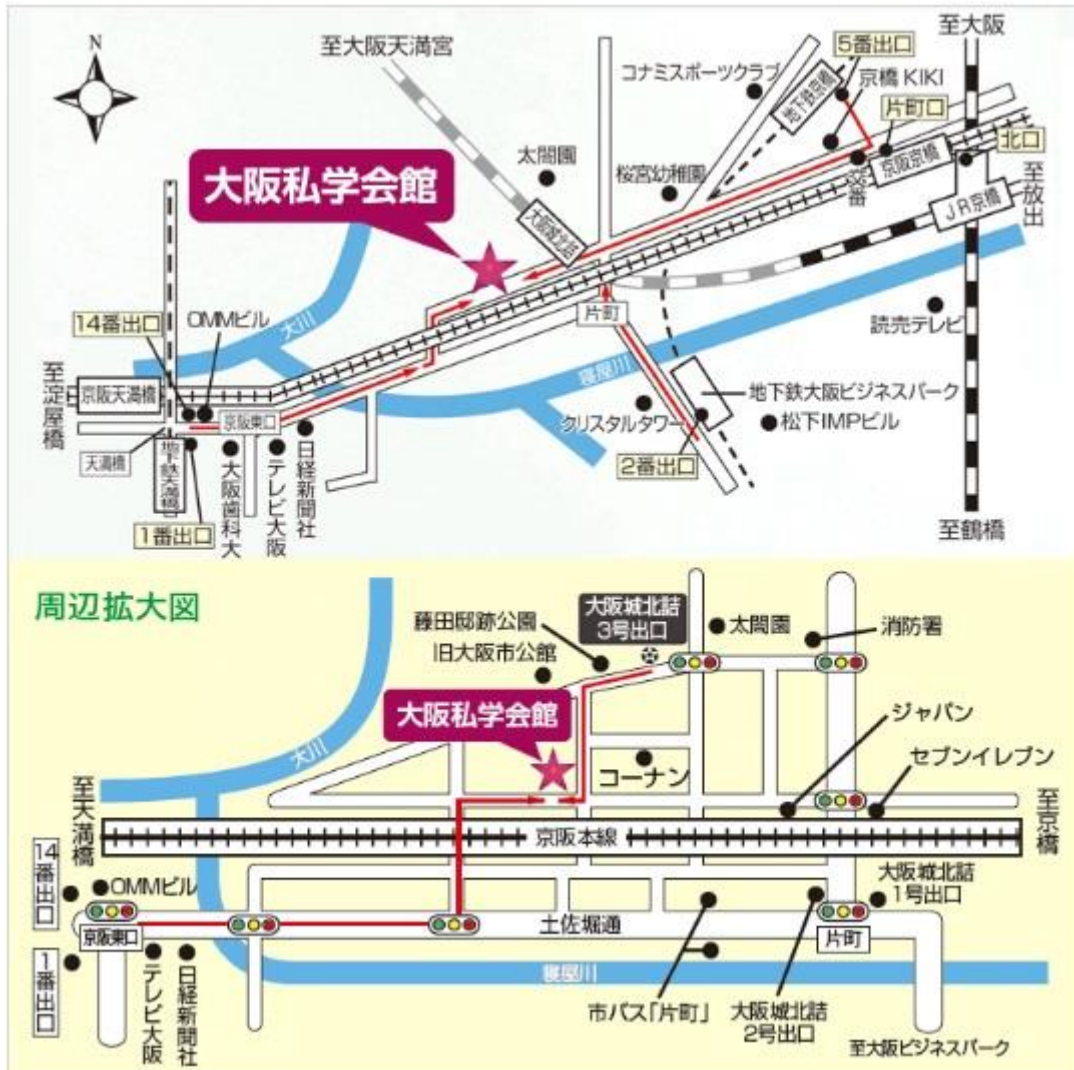 N
至大阪天満宮
コナミスポーツクラブ
5番出口
至大阪
京橋 KIKI
地下鉄京橋
片町口
北口
太閤園
大阪私学会館
桜宮幼稚園
交番
京阪京橋
至放出
JR京橋
大阪城北詰
14番出口
OMMビル
大川
片町
読売テレビ
寝屋川
至淀屋橋
京阪天満橋
地下鉄大阪ビジネスパーク
京阪東口
クリスタルタワー
松下IMPビル
天満橋
地下鉄天満橋
2番出口
1番出口
大阪歯科大
テレビ大阪
日経新聞社
至鶴橋
周辺拡大図
藤田邸跡公園
大阪城北詰
3号出口
太閤園
消防署
旧大阪市公館
大阪私学会館
ジャパン
大川
コーナン
セブンイレブン
至天満橋
京阪本線
至京橋
14番出口
OMMビル
大阪城北詰
1号出口
京阪東口
土佐堀通
片町
1番出口
テレビ大阪
日経新聞社
寝屋川
市バス「片町」
大阪城北詰
2号出口
至大阪ビジネスパーク